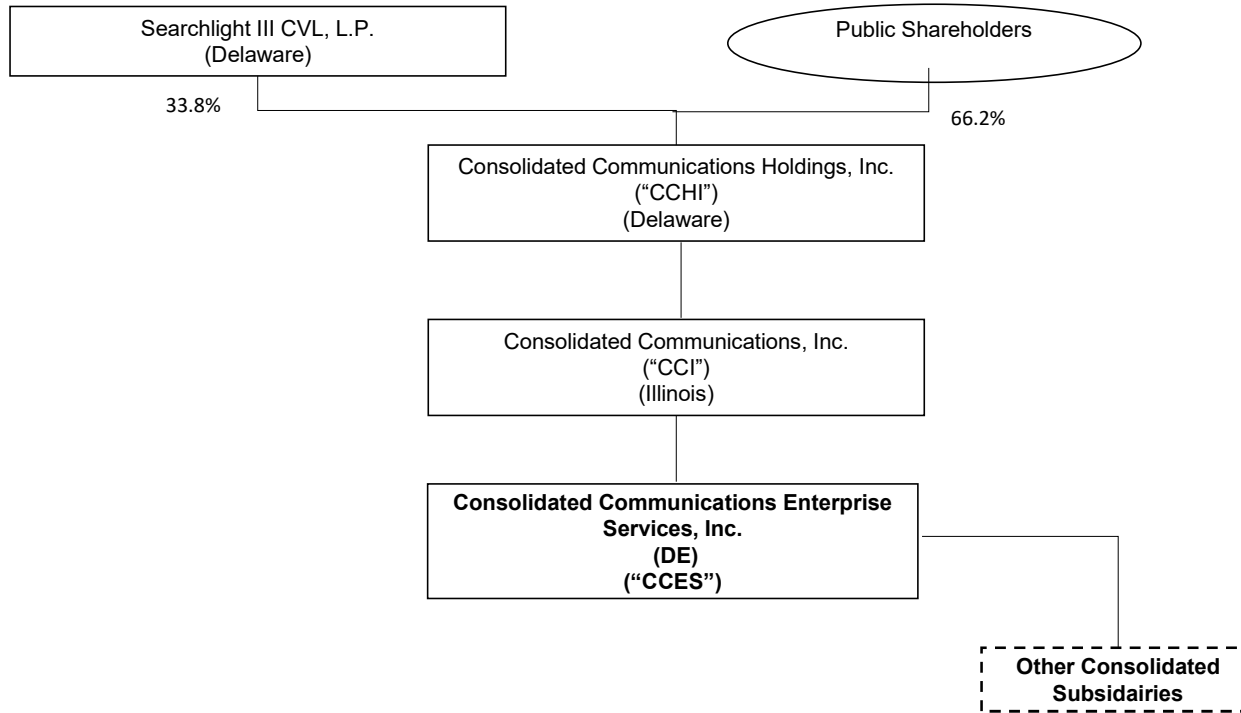 Searchlight III CVL, L.P.
(Delaware)
Public Shareholders
33.8%
66.2%
Consolidated Communications Holdings, Inc.
(“CCHI”)
(Delaware)
Consolidated Communications, Inc.
(“CCI”)
(Illinois)
Consolidated Communications Enterprise
Services, Inc.
(DE)
(“CCES”)
Other Consolidated
Subsidairies